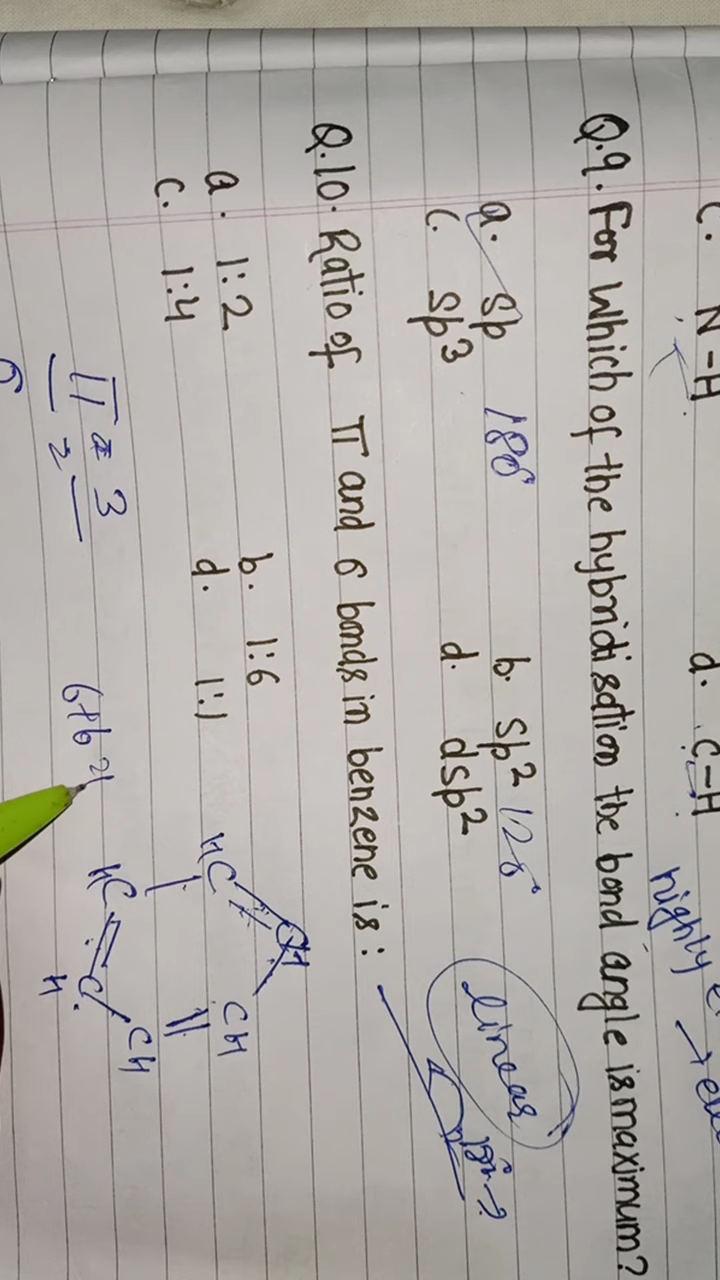 C. N-H d. C-H
highly
Q.9. For which of the hybridisation the bond angle is maximum?
a. sp 180° b. sp² 120°
c. sp³ d. dsp²
linear
Q.10. Ratio of π and σ bonds in benzene is:
a. 1:2 b. 1:6
c. 1:4 d. 1:1
HC CH
CH
HC CH
C
H
π = 3
6+6=